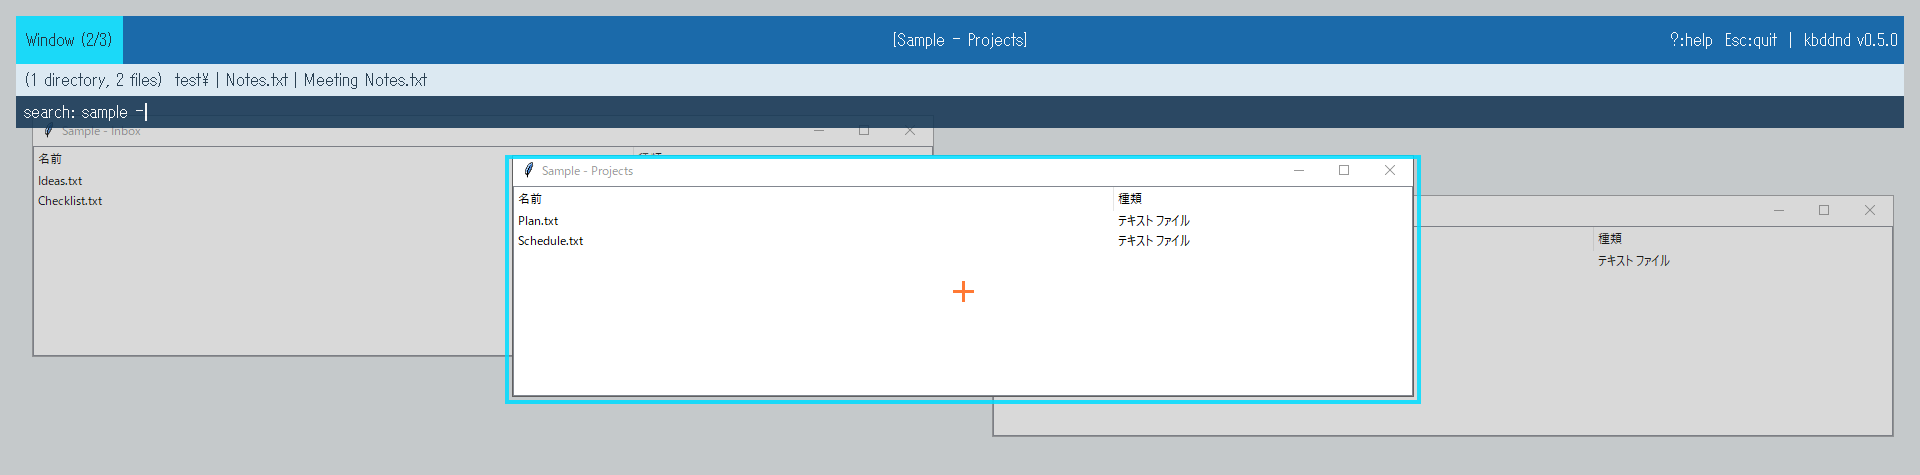 Window (2/3) [Sample - Projects] ?:help Esc:quit | kbddnd v0.5.0
(1 directory, 2 files) test¥ | Notes.txt | Meeting Notes.txt
search: sample -
Sample - Inbox
名前
Ideas.txt
Checklist.txt
Sample - Projects
名前 種類
Plan.txt テキスト ファイル
Schedule.txt テキスト ファイル
種類
テキスト ファイル